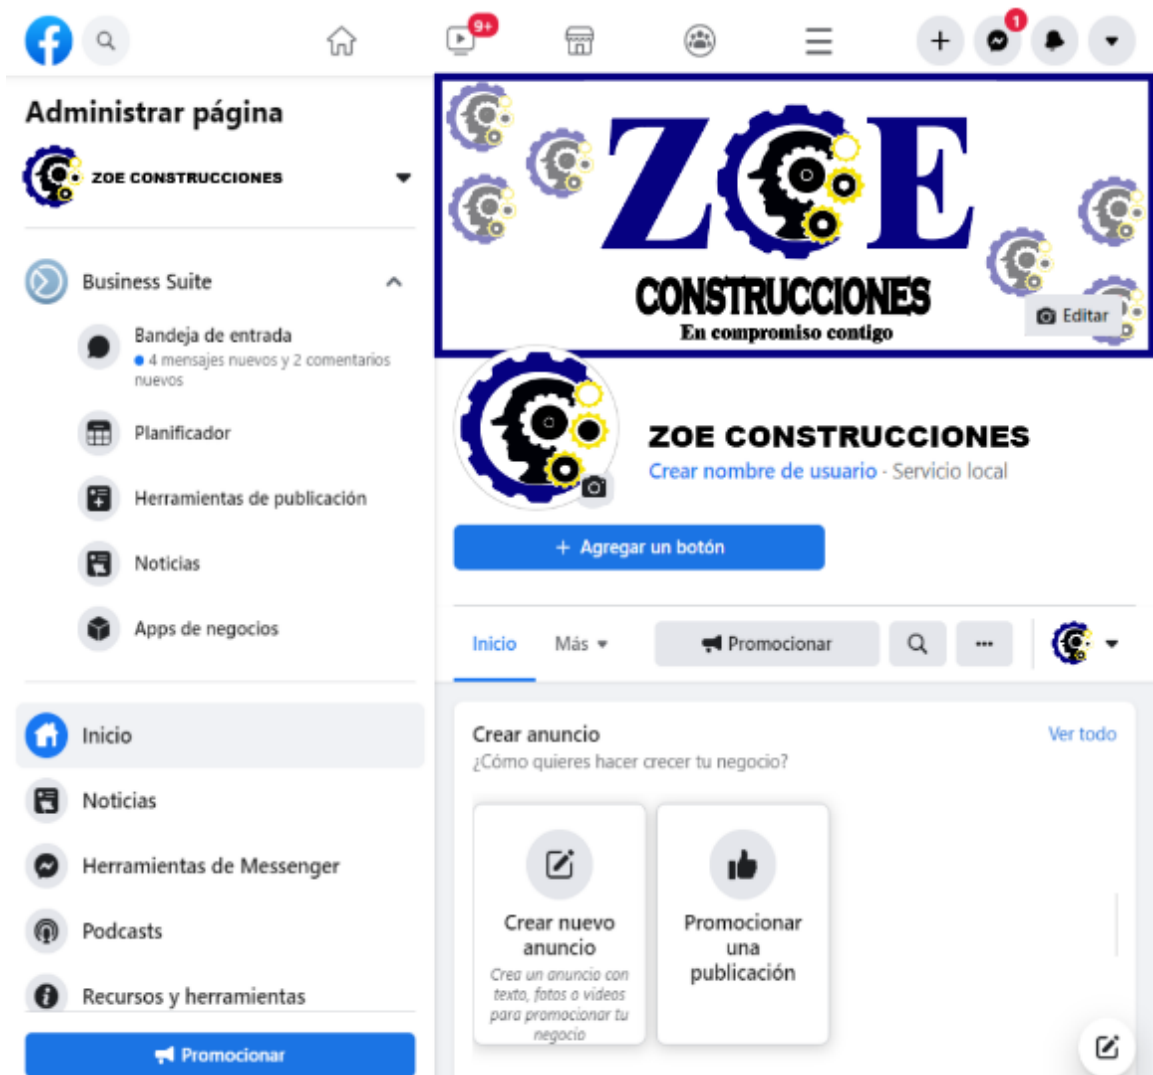 9+
1
Administrar página
ZOE CONSTRUCCIONES
Business Suite
Bandeja de entrada
4 mensajes nuevos y 2 comentarios
nuevos
Planificador
Herramientas de publicación
Noticias
Apps de negocios
Inicio
Noticias
Herramientas de Messenger
Podcasts
Recursos y herramientas
Promocionar
ZOE
CONSTRUCCIONES
En compromiso contigo
Editar
ZOE CONSTRUCCIONES
Crear nombre de usuario - Servicio local
+ Agregar un botón
Inicio Más Promocionar
Crear anuncio Ver todo
¿Cómo quieres hacer crecer tu negocio?
Crear nuevo
anuncio
Crea un anuncio con
texto, fotos o videos
para promocionar tu
negocio
Promocionar
una
publicación